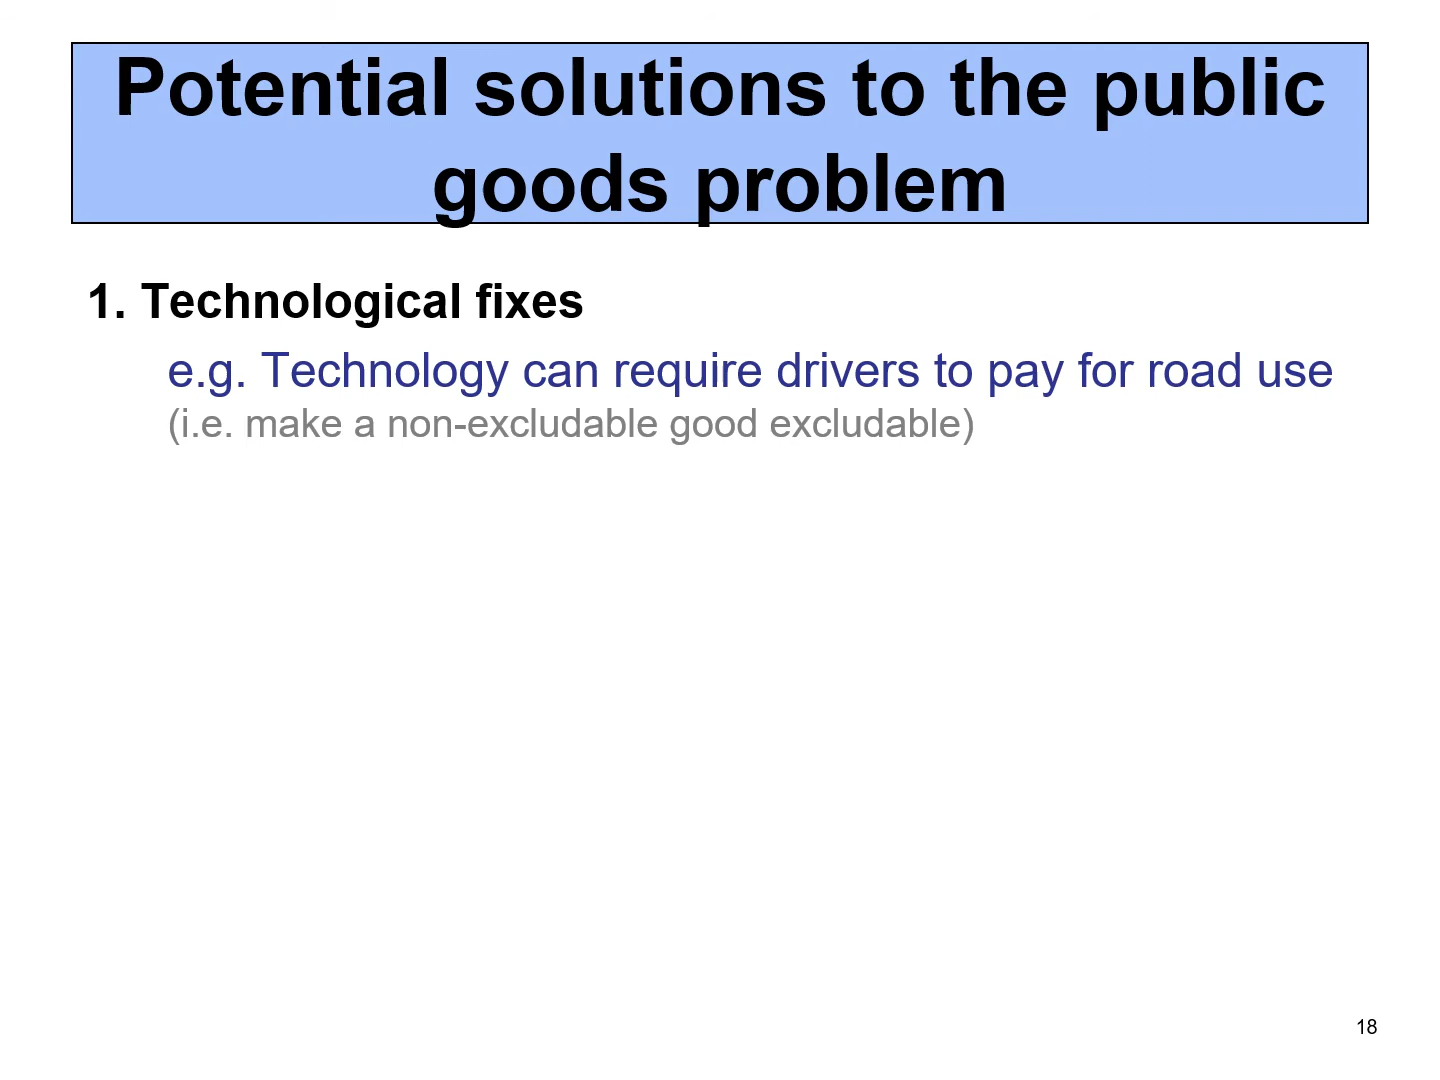 Potential solutions to the public
goods problem
1. Technological fixes
e.g. Technology can require drivers to pay for road use
(i.e. make a non-excludable good excludable)
18